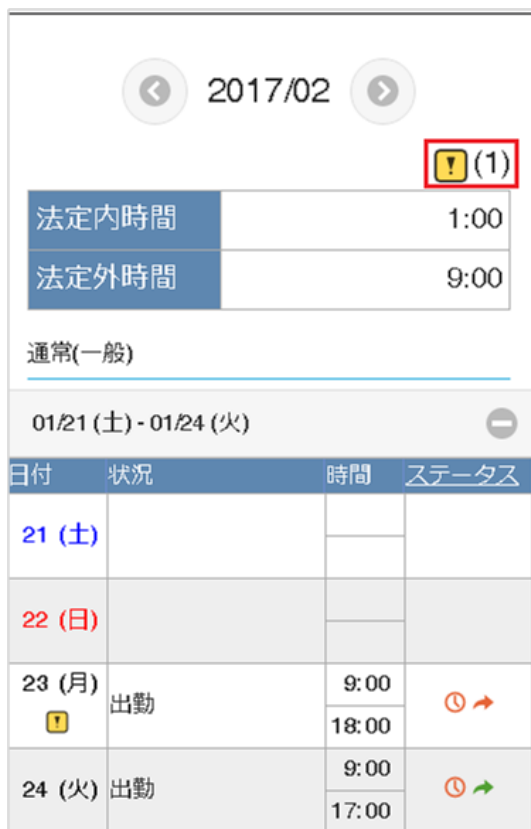 2017/02
(1)
法定内時間 1:00
法定外時間 9:00
通常(一般)
01/21 (土) - 01/24 (火)
日付 状況 時間 ステータス
21 (土)
22 (日)
23 (月) 出勤 9:00
18:00
24 (火) 出勤 9:00
17:00